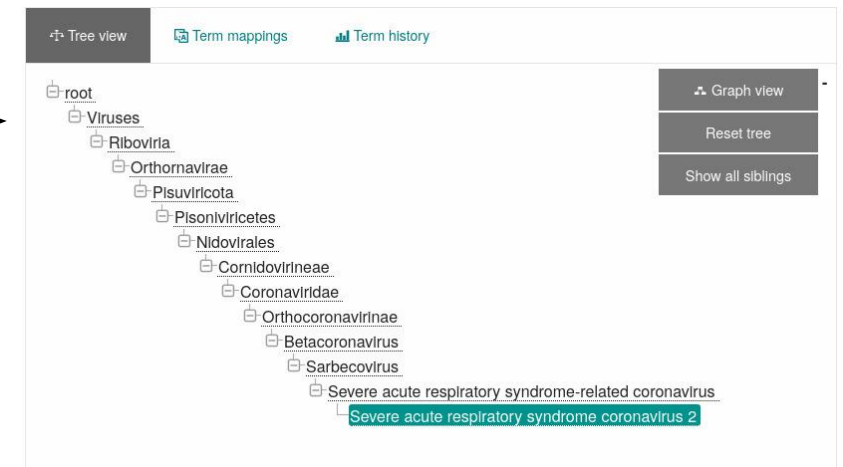 Tree view
Term mappings
Term history
root
Viruses
Riboviria
Orthornavirae
Pisuviricota
Pisoniviricetes
Nidovirales
Cornidovirineae
Coronaviridae
Orthocoronavirinae
Betacoronavirus
Sarbecovirus
Severe acute respiratory syndrome-related coronavirus
Severe acute respiratory syndrome coronavirus 2
Graph view
-
Reset tree
Show all siblings